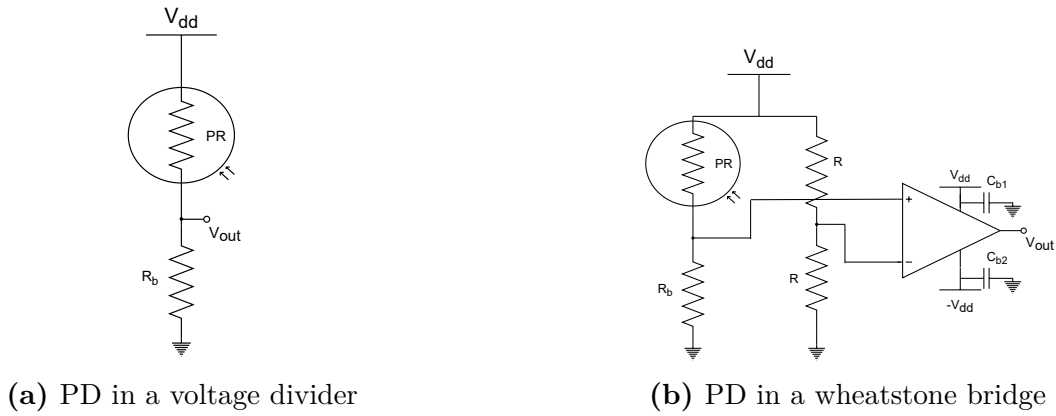 Vdd
PR
Vout
Rb
(a) PD in a voltage divider
Vdd
PR
R
Vdd
Cb1
+
Vout
−
Rb
R
Cb2
-Vdd
(b) PD in a wheatstone bridge